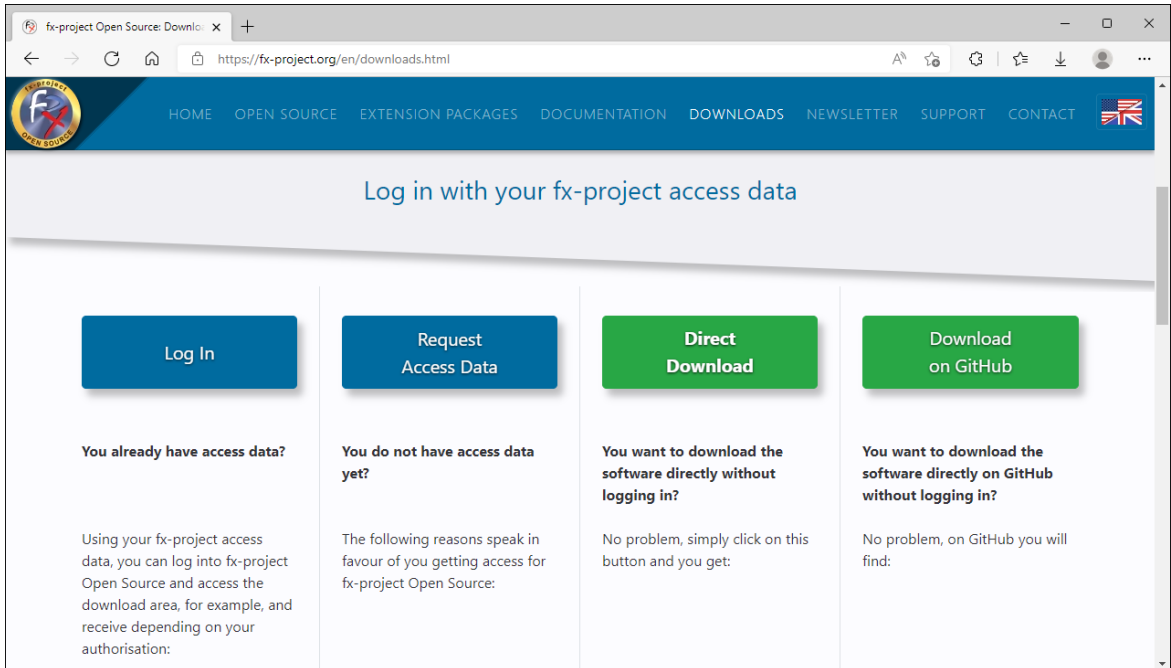 fx-project Open Source: Downloa
https://fx-project.org/en/downloads.html
fx-project
OPEN SOURCE
HOME OPEN SOURCE EXTENSION PACKAGES DOCUMENTATION DOWNLOADS NEWSLETTER SUPPORT CONTACT
Log in with your fx-project access data
Log In
You already have access data?
Using your fx-project access
data, you can log into fx-project
Open Source and access the
download area, for example, and
receive depending on your
authorisation:
Request
Access Data
You do not have access data
yet?
The following reasons speak in
favour of you getting access for
fx-project Open Source:
Direct
Download
You want to download the
software directly without
logging in?
No problem, simply click on this
button and you get:
Download
on GitHub
You want to download the
software directly on GitHub
without logging in?
No problem, on GitHub you will
find: